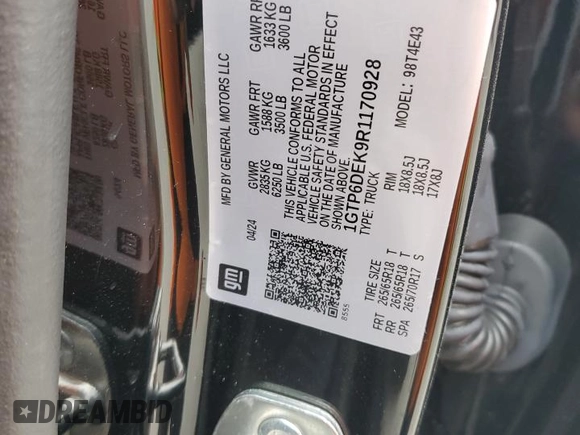 MFD BY GENERAL MOTORS LLC
04/24 GVWR GAWR FRT GAWR RR
2835 KG 1588 KG 1633 KG
6250 LB 3500 LB 3600 LB
THIS VEHICLE CONFORMS TO ALL
APPLICABLE U.S. FEDERAL MOTOR
VEHICLE SAFETY STANDARDS IN EFFECT
ON THE DATE OF MANUFACTURE
SHOWN ABOVE.
1GTP6DEK9R1170928
TYPE: TRUCK MODEL: 98T4E43
TIRE SIZE RIM
FRT 265/65R18 T 18X8.5J
RR 265/65R18 T 18X8.5J
SPA 265/70R17 S 17X8J
gm
8555
DREAMBID